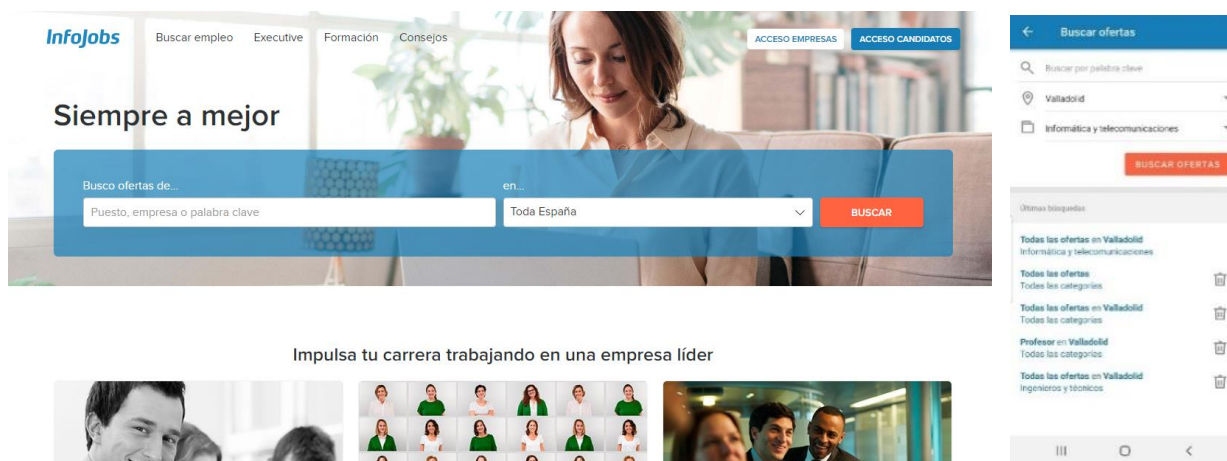 InfoJobs
Buscar empleo Executive Formación Consejos
ACCESO EMPRESAS ACCESO CANDIDATOS
Siempre a mejor
Busco ofertas de... en...
Puesto, empresa o palabra clave Toda España BUSCAR
Impulsa tu carrera trabajando en una empresa líder
Buscar ofertas
Buscar por palabra clave
Valladolid
Informática y telecomunicaciones
BUSCAR OFERTAS
Últimas búsquedas
Todas las ofertas en Valladolid
Informática y telecomunicaciones
Todas las ofertas
Todas las categorías
Todas las ofertas en Valladolid
Todas las categorías
Profesor en Valladolid
Todas las categorías
Todas las ofertas en Valladolid
Ingenieros y técnicos